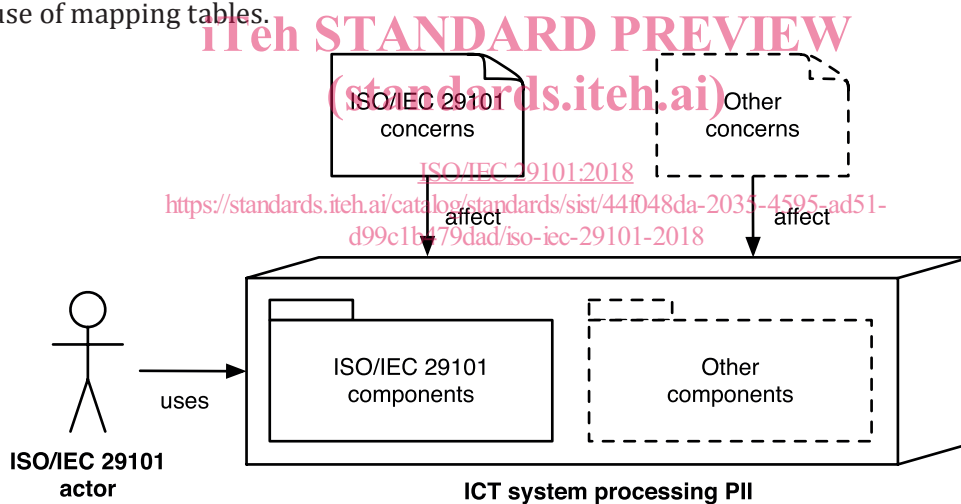 use of mapping tables.
iTeh STANDARD PREVIEW
(standards.iteh.ai)
ISO/IEC 29101
concerns
Other
concerns
ISO/IEC 29101:2018
https://standards.iteh.ai/catalog/standards/sist/44f048da-2035-4595-ad51-
d99c1b479dad/iso-iec-29101-2018
affect
affect
ISO/IEC 29101
components
Other
components
uses
ISO/IEC 29101
actor
ICT system processing PII